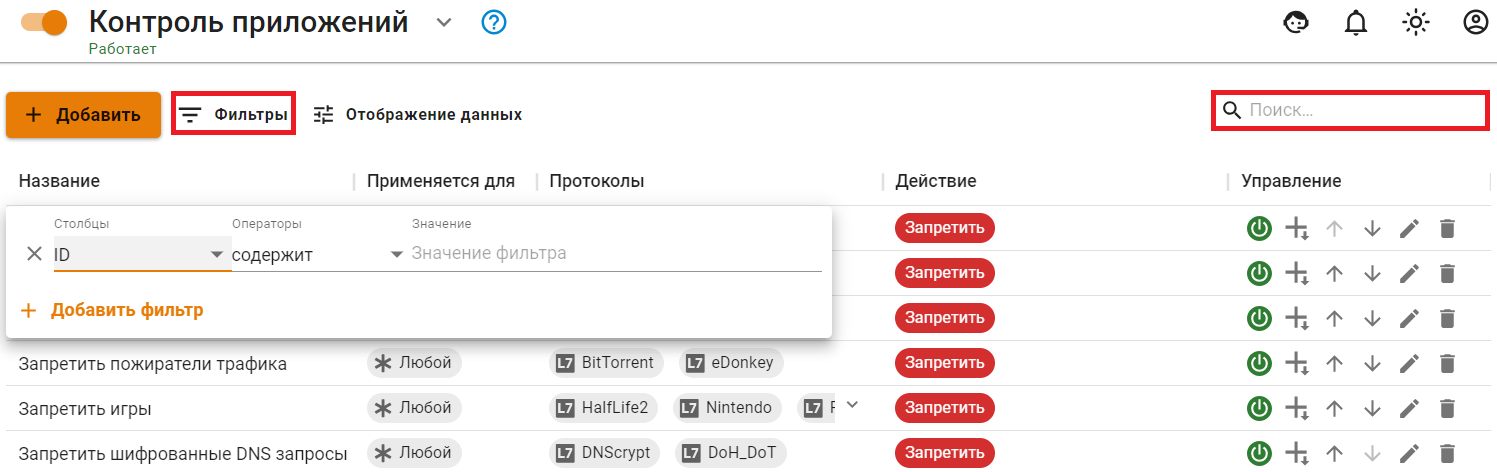 Контроль приложений
Работает
Добавить Фильтры Отображение данных Поиск...
Название Применяется для Протоколы Действие Управление
Столбцы Операторы Значение
ID содержит Значение фильтра
Добавить фильтр
Запретить
Запретить
Запретить
Запретить пожиратели трафика Любой L7 BitTorrent L7 eDonkey Запретить
Запретить игры Любой L7 HalfLife2 L7 Nintendo L7 Запретить
Запретить шифрованные DNS запросы Любой L7 DNScrypt L7 DoH_DoT Запретить